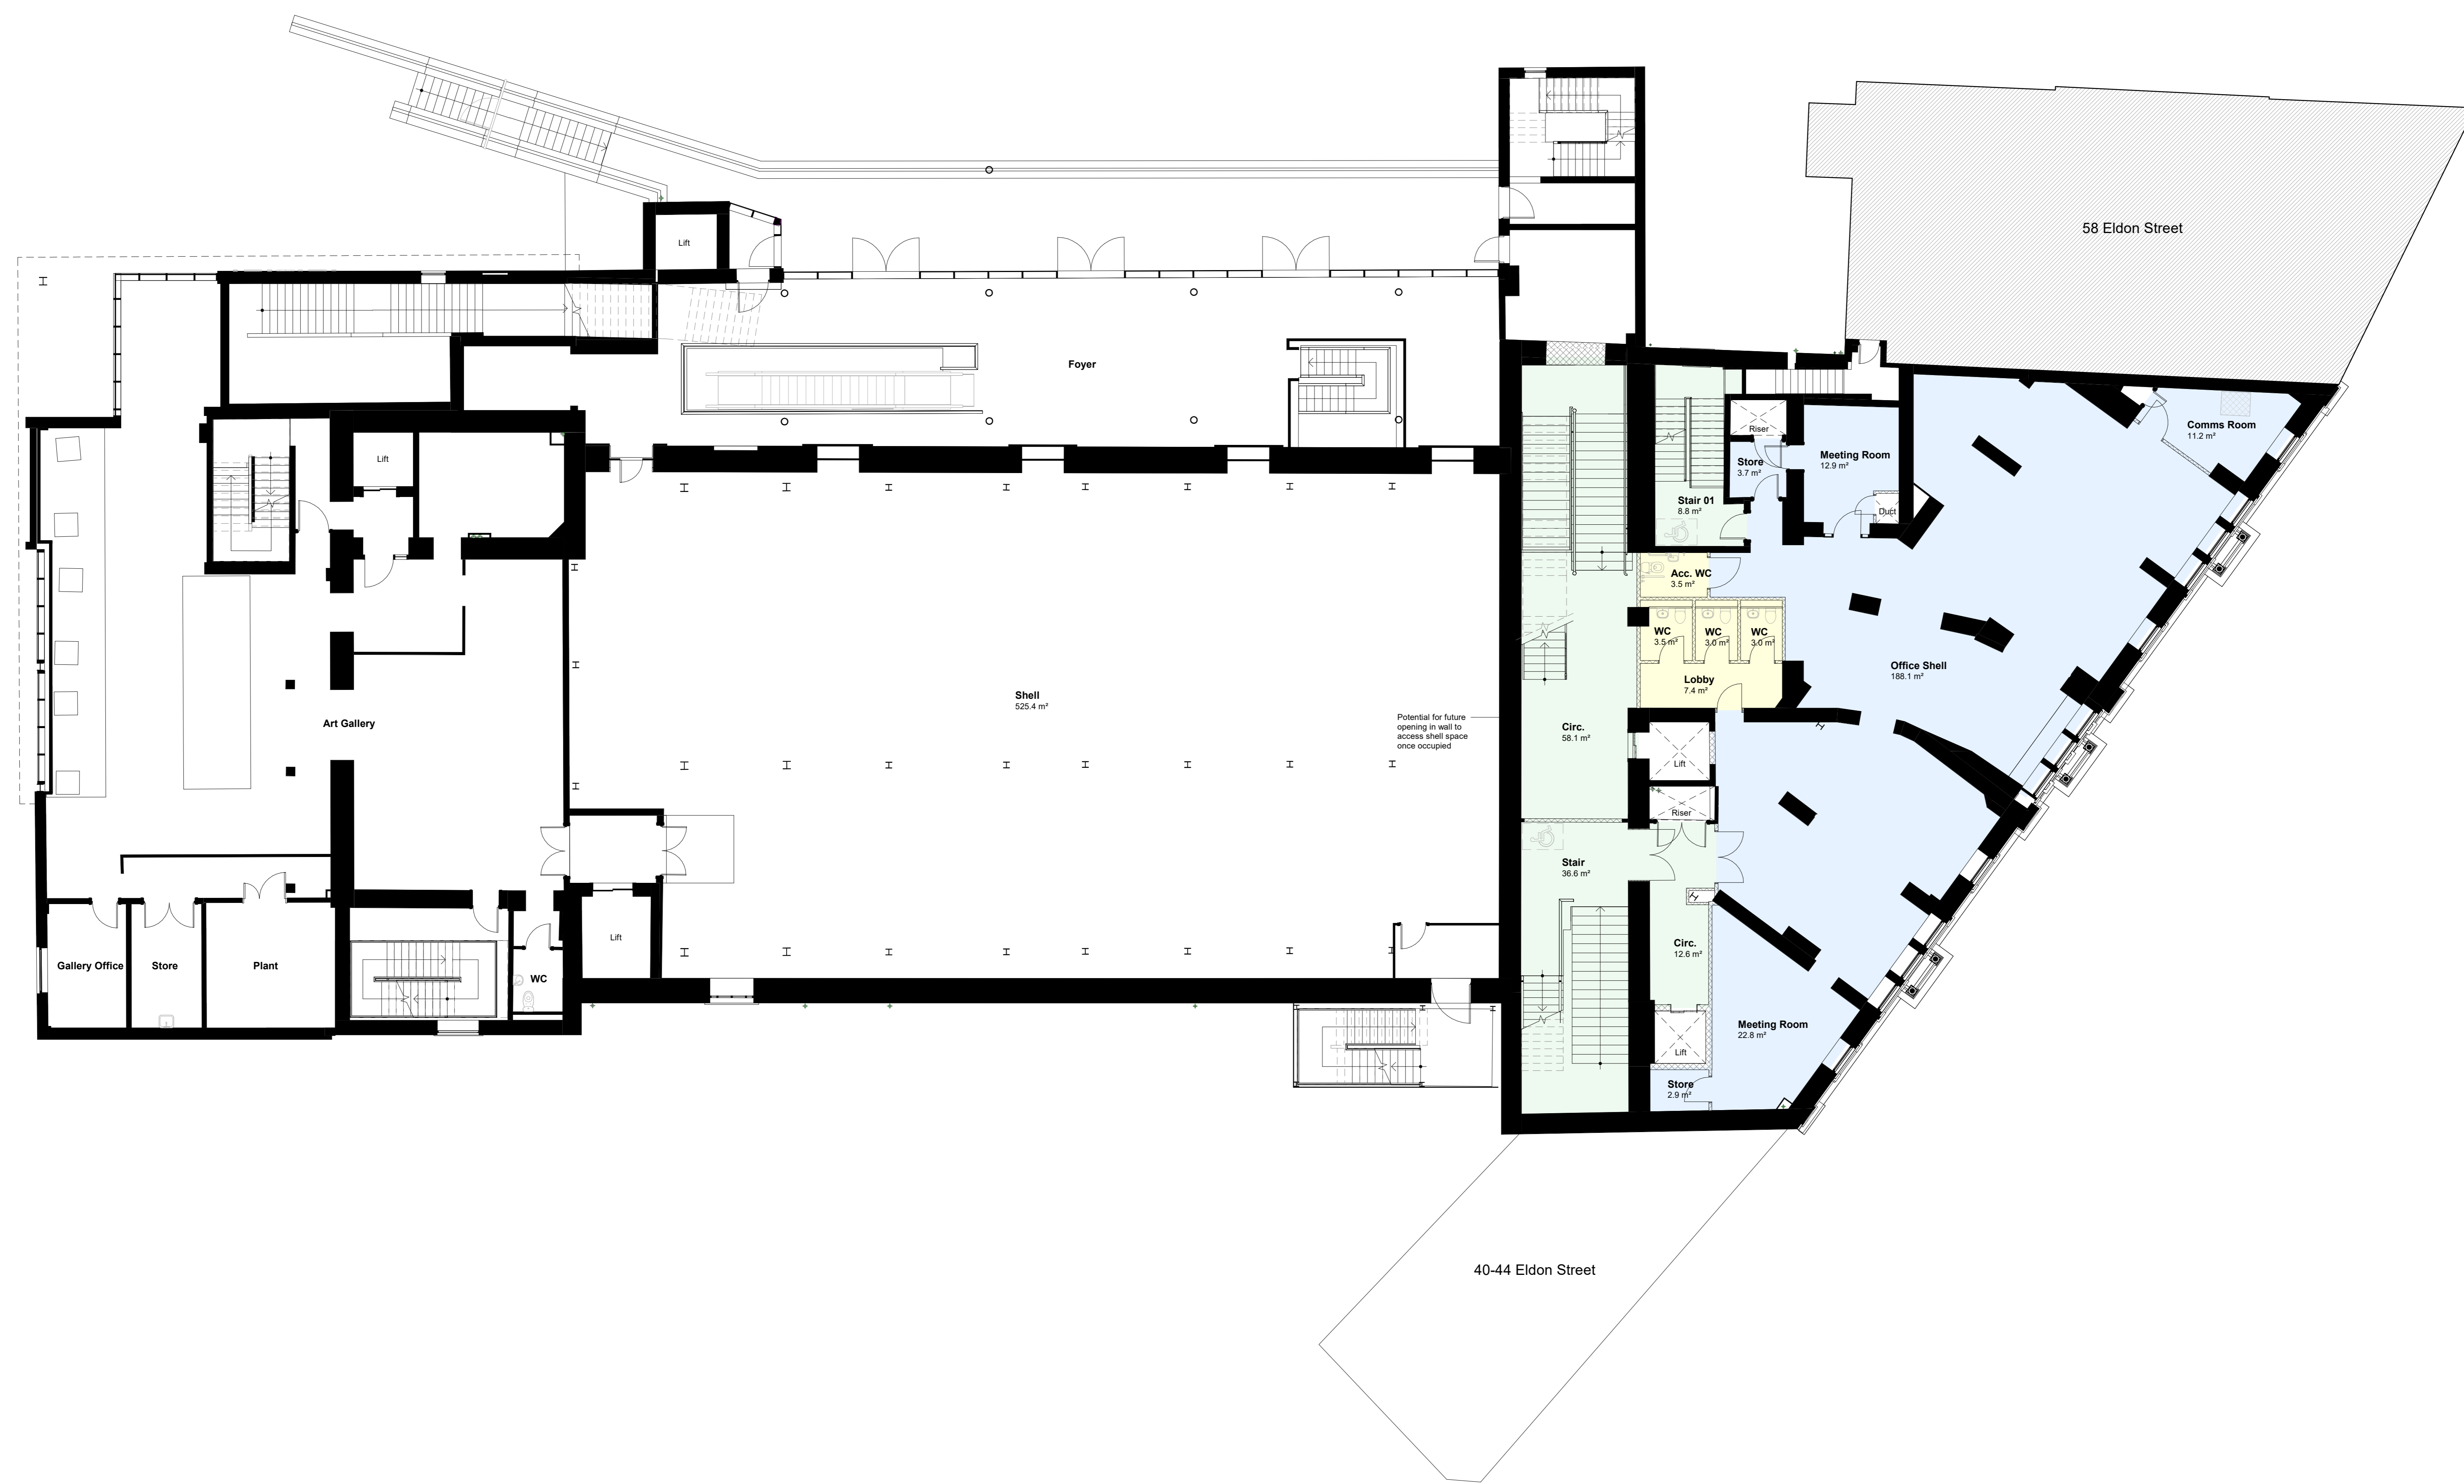 58 Eldon Street
Lift
Foyer
Comms Room
11.2 m²
Riser
Meeting Room
12.9 m²
Store
3.7 m²
Lift
Stair 01
8.8 m²
Duct
Acc. WC
3.5 m²
WC
3.5 m²
WC
3.0 m²
WC
3.0 m²
Office Shell
188.1 m²
Lobby
7.4 m²
Shell
525.4 m²
Art Gallery
Potential for future
opening in wall to
access shell space
once occupied
Circ.
58.1 m²
Lift
Riser
Stair
36.6 m²
Lift
Circ.
12.6 m²
Gallery Office
Store
Plant
WC
Meeting Room
22.8 m²
Lift
Store
2.9 m²
40-44 Eldon Street